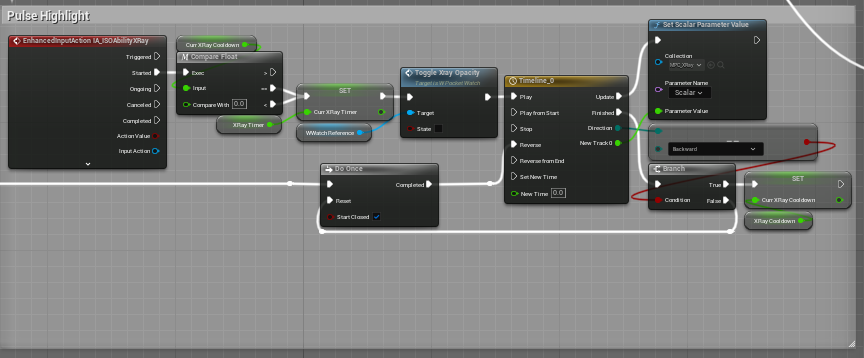 Pulse Highlight
EnhancedInputAction IA_ISOAbilityXRay
Triggered
Started
Ongoing
Canceled
Completed
Action Value
Input Action
Curr XRay Cooldown
Compare Float
Exec
>
Input
==
Compare With 0.0
<
XRay Timer
SET
Curr XRay Timer
WWatch Reference
Toggle Xray Opacity
Target is W Pocket Watch
Target
State
Timeline_0
Play
Update
Play from Start
Finished
Stop
Direction
Reverse
New Track 0
Reverse from End
Set New Time
New Time 0.0
Set Scalar Parameter Value
Collection
MPC_XRay
Parameter Name
Scalar
Parameter Value
==
Backward
Branch
True
Condition
False
SET
Curr XRay Cooldown
XRay Cooldown
Do Once
Completed
Reset
Start Closed